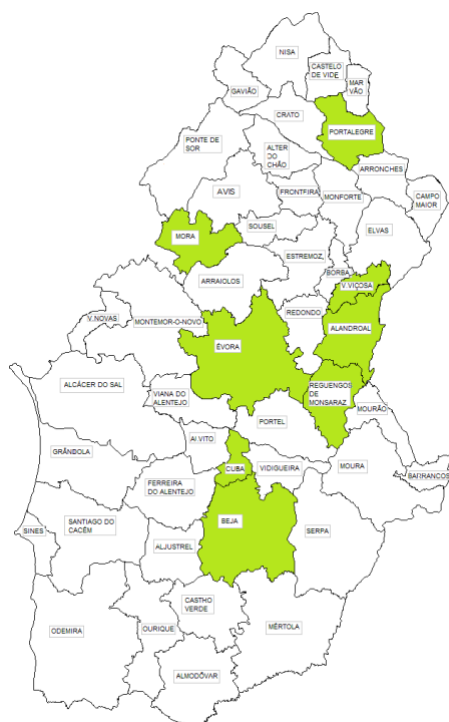 NISA
CASTELO
DE VIDE
MAR
VÃO
GAVIÃO
CRATO
PORTALEGRE
PONTE DE
SOR
ALTER
DO
CHÃO
ARRONCHES
AVIS
FRONTEIRA
MONFORTE
CAMPO
MAIOR
MORA
SOUSEL
ELVAS
ESTREMOZ
BORBA
ARRAIOLOS
V.VIÇOSA
V.NOVAS
MONTEMOR-O-NOVO
REDONDO
ALANDROAL
ÉVORA
ALCÁCER DO SAL
VIANA DO
ALENTEJO
REGUENGOS
DE
MONSARAZ
MOURÃO
PORTEL
ALVITO
GRÂNDOLA
CUBA
VIDIGUEIRA
MOURA
BARRANCOS
FERREIRA
DO ALENTEJO
SINES
SANTIAGO DO
CACÉM
BEJA
SERPA
ALJUSTREL
CASTRO
VERDE
ODEMIRA
OURIQUE
MÉRTOLA
ALMODÔVAR